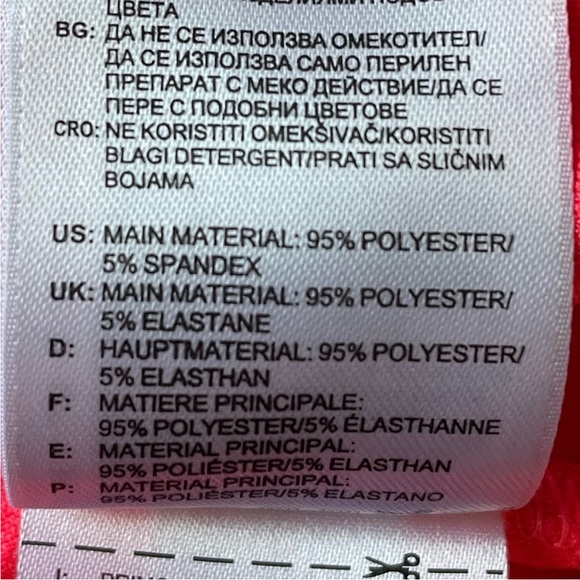 ЦВЕТА
BG: ДА НЕ СЕ ИЗПОЛЗВА ОМЕКОТИТЕЛ/
ДА СЕ ИЗПОЛЗВА САМО ПЕРИЛЕН
ПРЕПАРАТ С МЕКО ДЕЙСТВИЕ/ДА СЕ
ПЕРЕ С ПОДОБНИ ЦВЕТОВЕ
CRO: NE KORISTITI OMEKŠIVAČ/KORISTITI
BLAGI DETERGENT/PRATI SA SLIČNIM
BOJAMA
US: MAIN MATERIAL: 95% POLYESTER/
5% SPANDEX
UK: MAIN MATERIAL: 95% POLYESTER/
5% ELASTANE
D: HAUPTMATERIAL: 95% POLYESTER/
5% ELASTHAN
F: MATIERE PRINCIPALE:
95% POLYESTER/5% ÉLASTHANNE
E: MATERIAL PRINCIPAL:
95% POLIÉSTER/5% ELASTHAN
P: MATERIAL PRINCIPAL:
95% POLIÉSTER/5% ELASTANO